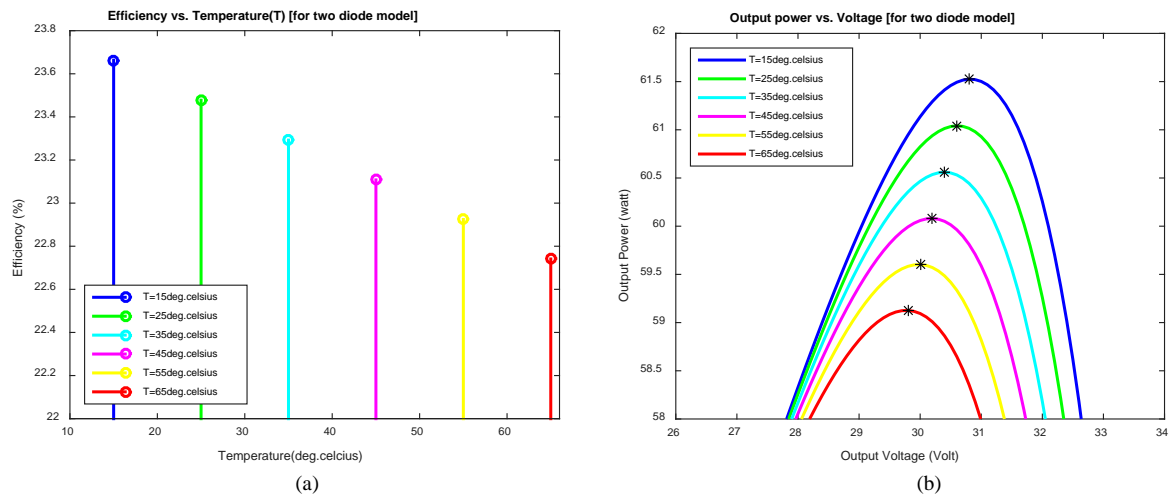 Efficiency vs. Temperature(T) [for two diode model]
23.8
23.6
23.4
23.2
23
22.8
22.6
22.4
22.2
22
Efficiency (%)
T=15deg.celsius
T=25deg.celsius
T=35deg.celsius
T=45deg.celsius
T=55deg.celsius
T=65deg.celsius
10
20
30
40
50
60
Temperature(deg.celcius)
(a)
Output power vs. Voltage [for two diode model]
62
61.5
61
60.5
60
59.5
59
58.5
58
Output Power (watt)
T=15deg.celsius
T=25deg.celsius
T=35deg.celsius
T=45deg.celsius
T=55deg.celsius
T=65deg.celsius
26
27
28
29
30
31
32
33
34
Output Voltage (Volt)
(b)